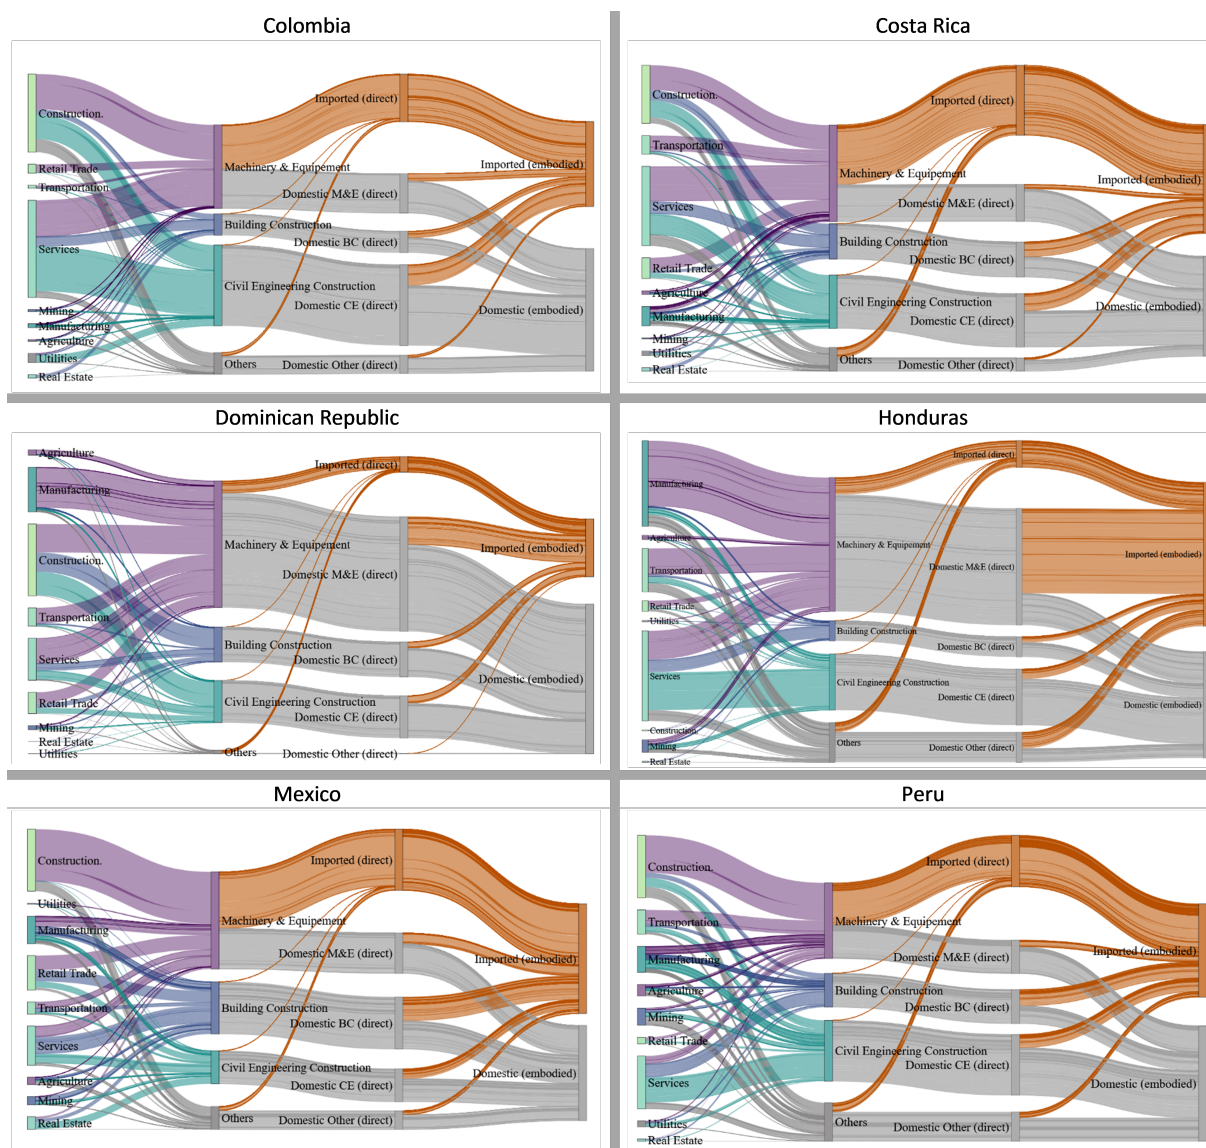 Colombia
Construction.
Retail Trade
Transportation
Services
Mining
Manufacturing
Agriculture
Utilities
Real Estate
Machinery & Equipement
Building Construction
Civil Engineering Construction
Others
Imported (direct)
Domestic M&E (direct)
Domestic BC (direct)
Domestic CE (direct)
Domestic Other (direct)
Imported (embodied)
Domestic (embodied)
Costa Rica
Construction.
Transportation
Services
Retail Trade
Agriculture
Manufacturing
Mining
Utilities
Real Estate
Machinery & Equipement
Building Construction
Civil Engineering Construction
Others
Imported (direct)
Domestic M&E (direct)
Domestic BC (direct)
Domestic CE (direct)
Domestic Other (direct)
Imported (embodied)
Domestic (embodied)
Dominican Republic
Agriculture
Manufacturing
Construction.
Transportation
Services
Retail Trade
Mining
Real Estate
Utilities
Machinery & Equipement
Building Construction
Civil Engineering Construction
Others
Imported (direct)
Domestic M&E (direct)
Domestic BC (direct)
Domestic CE (direct)
Domestic Other (direct)
Imported (embodied)
Domestic (embodied)
Honduras
Manufacturing
Agriculture
Transportation
Retail Trade
Utilities
Services
Construction.
Mining
Real Estate
Machinery & Equipement
Building Construction
Civil Engineering Construction
Others
Imported (direct)
Domestic M&E (direct)
Domestic BC (direct)
Domestic CE (direct)
Domestic Other (direct)
Imported (embodied)
Domestic (embodied)
Mexico
Construction.
Utilities
Manufacturing
Retail Trade
Transportation
Services
Agriculture
Mining
Real Estate
Machinery & Equipement
Building Construction
Civil Engineering Construction
Others
Imported (direct)
Domestic M&E (direct)
Domestic BC (direct)
Domestic CE (direct)
Domestic Other (direct)
Imported (embodied)
Domestic (embodied)
Peru
Construction.
Transportation
Manufacturing
Agriculture
Mining
Retail Trade
Services
Utilities
Real Estate
Machinery & Equipement
Building Construction
Civil Engineering Construction
Others
Imported (direct)
Domestic M&E (direct)
Domestic BC (direct)
Domestic CE (direct)
Domestic Other (direct)
Imported (embodied)
Domestic (embodied)